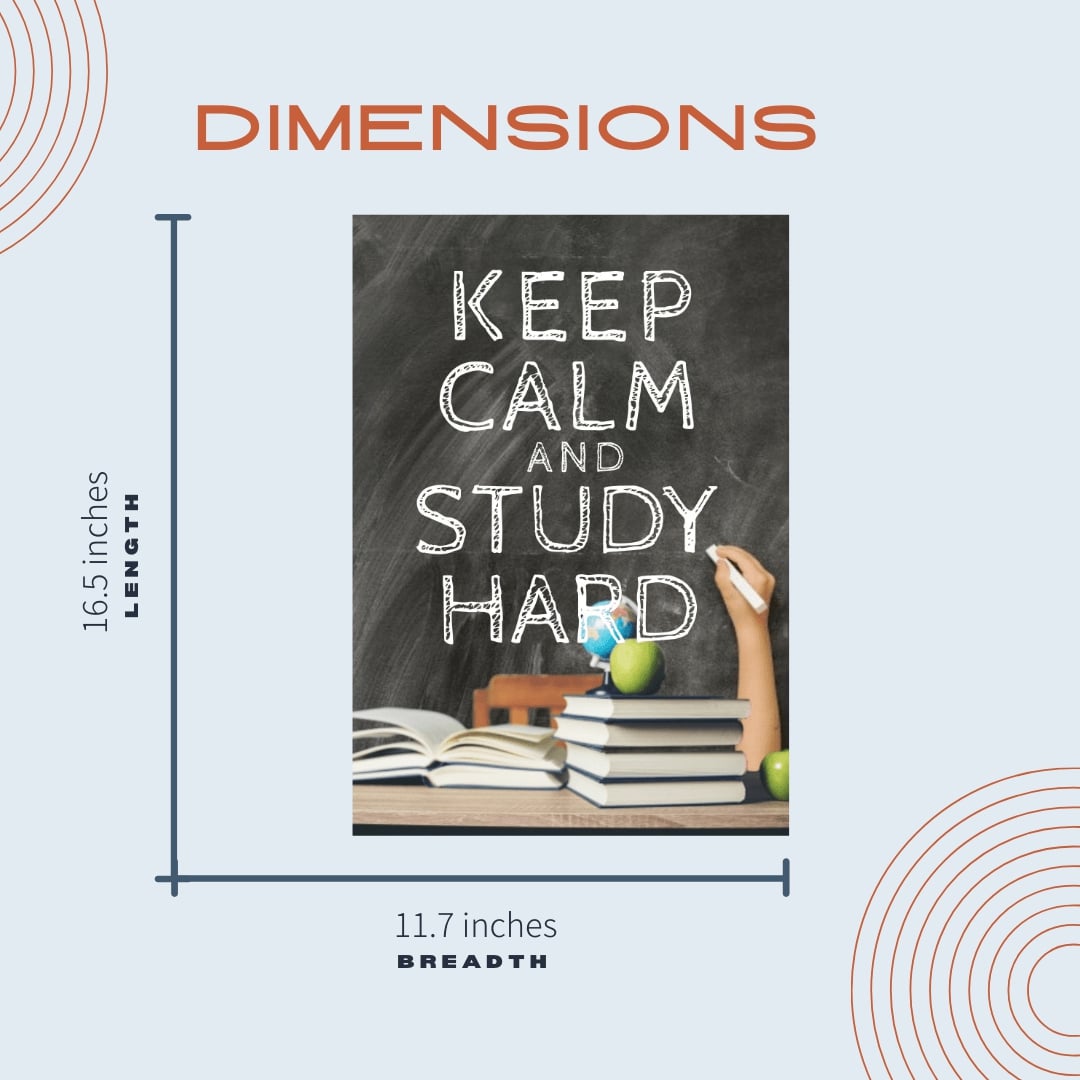 DIMENSIONS
KEEP
CALM
AND
STUDY
HARD
16.5 inches
LENGTH
11.7 inches
BREADTH